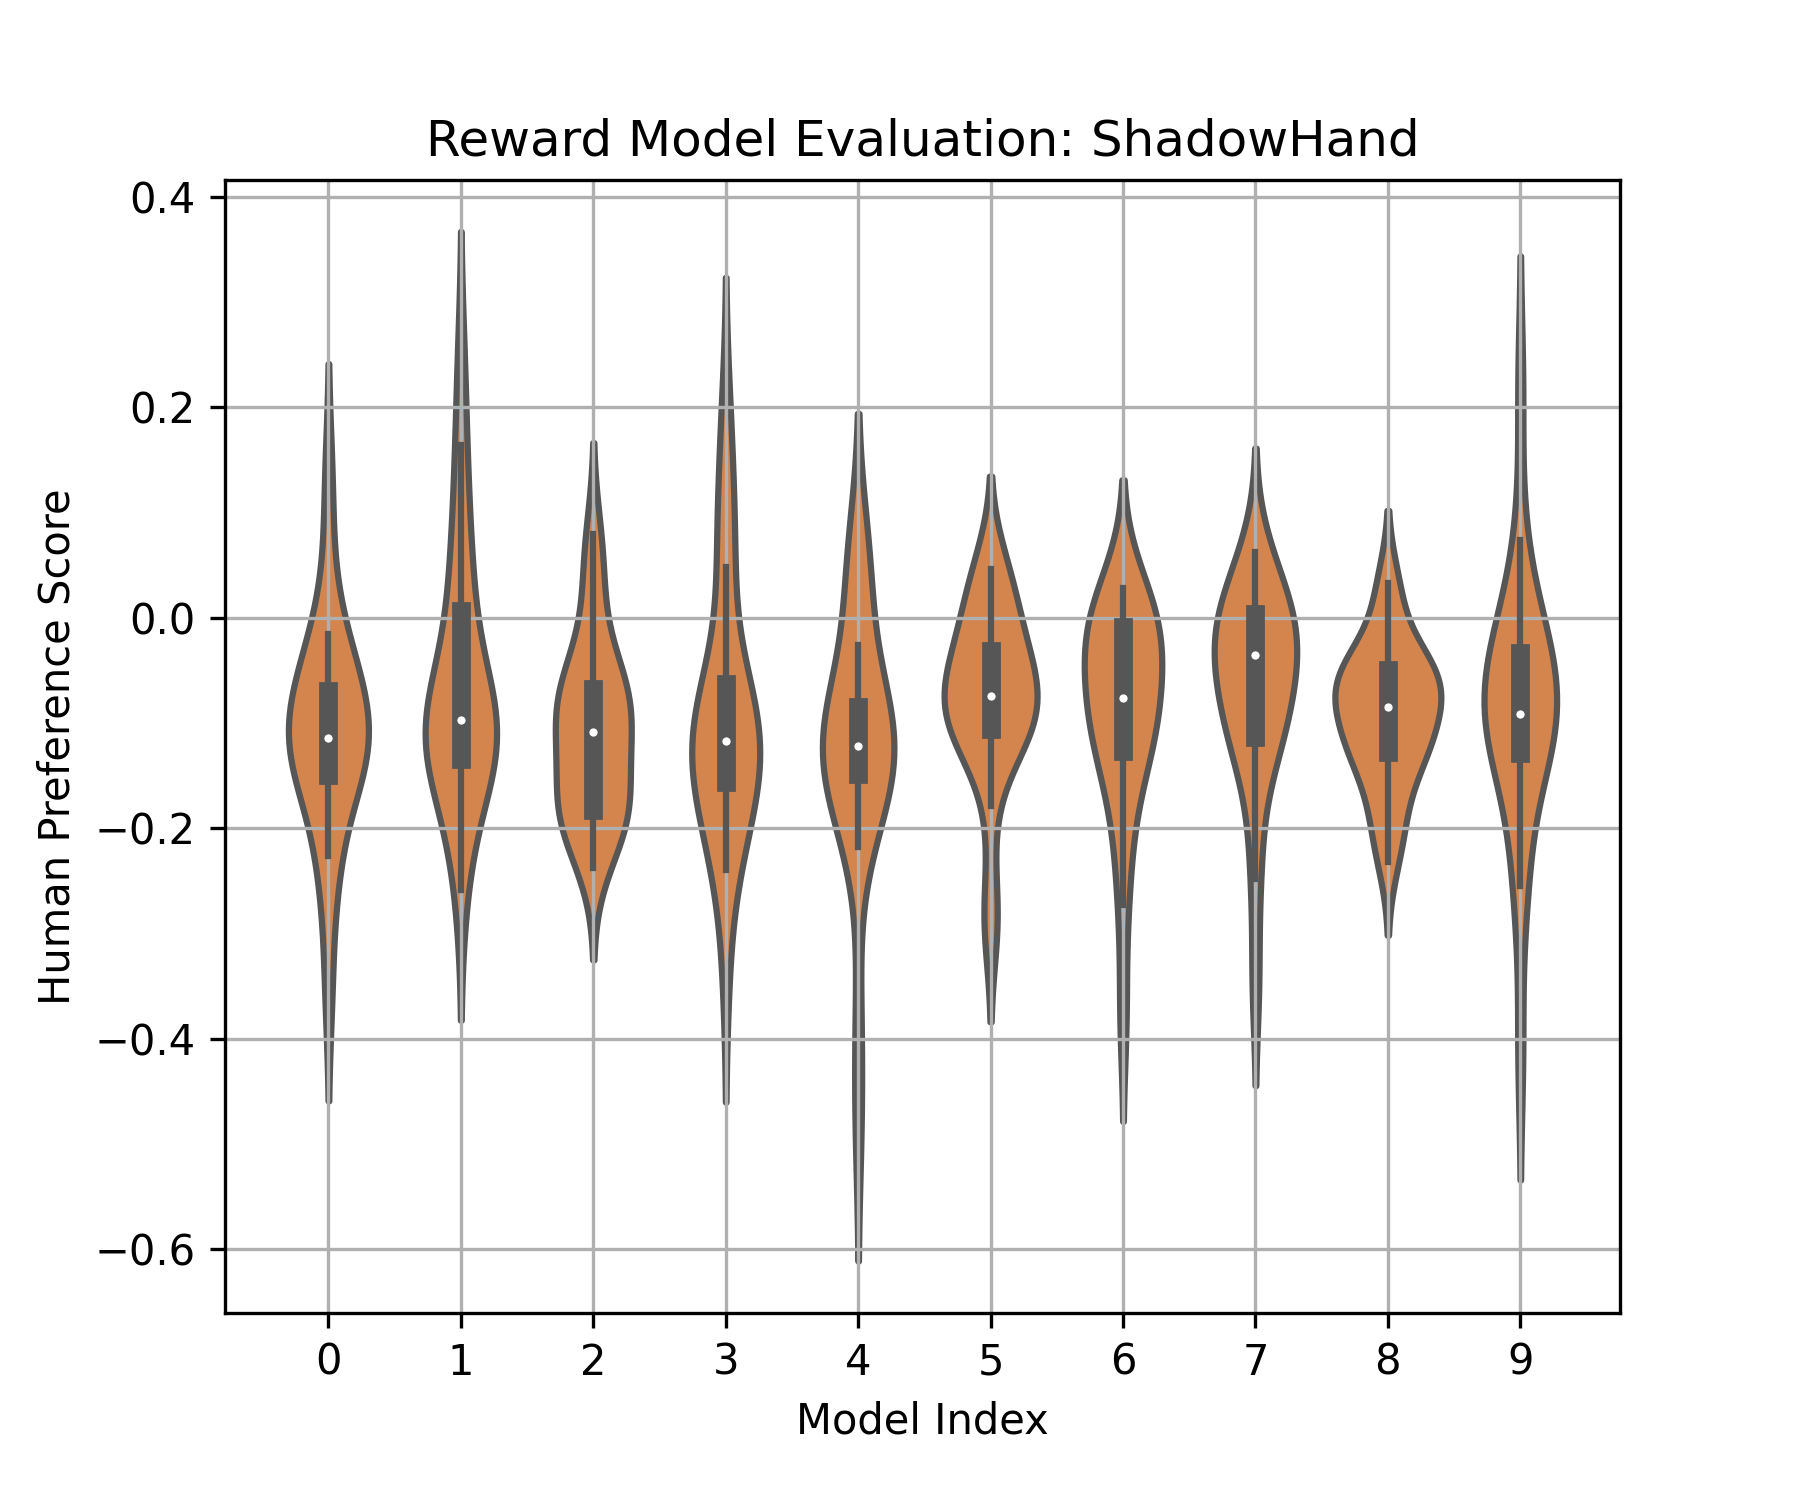 Reward Model Evaluation: ShadowHand
Human Preference Score
0.4
0.2
0.0
−0.2
−0.4
−0.6
0 1 2 3 4 5 6 7 8 9
Model Index